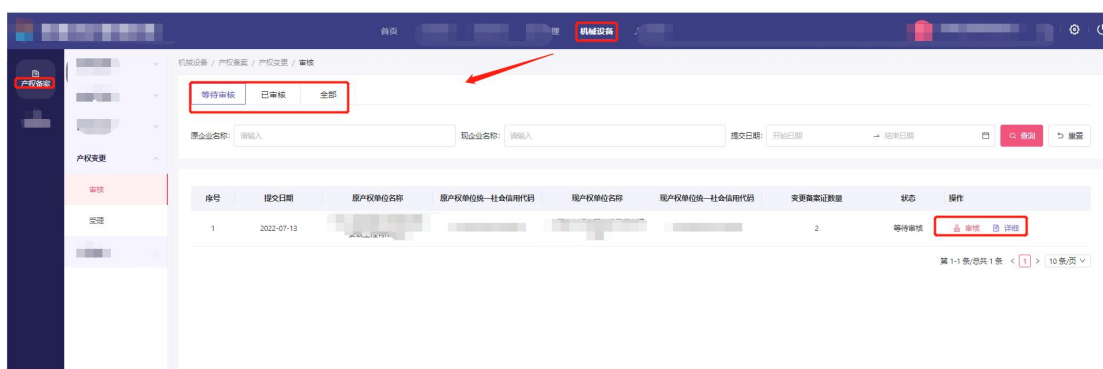 首页 理 机械设备
产权备案
机械设备 / 产权备案 / 产权变更 / 审核
等待审核 已审核 全部
原企业名称: 请输入 现企业名称: 请输入 提交日期: 开始日期 → 结束日期 查询 重置
产权变更
审核
受理
序号 提交日期 原产权单位名称 原产权单位统一社会信用代码 现产权单位名称 现产权单位统一社会信用代码 变更备案证数量 状态 操作
1 2022-07-13 2 等待审核 审核 详细
第 1-1 条/总共 1 条 < 1 > 10 条/页